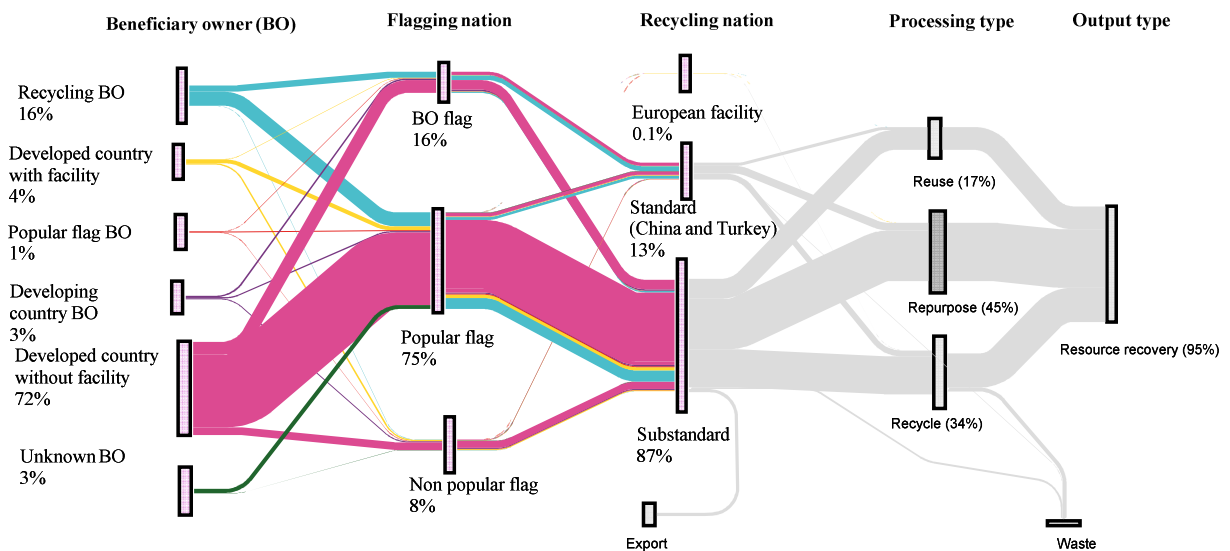 Beneficiary owner (BO)
Flagging nation
Recycling nation
Processing type
Output type
Recycling BO
16%
Developed country
with facility
4%
Popular flag BO
1%
Developing
country BO
3%
Developed country
without facility
72%
Unknown BO
3%
BO flag
16%
Popular flag
75%
Non popular flag
8%
European facility
0.1%
Standard
(China and Turkey)
13%
Substandard
87%
Export
Reuse (17%)
Repurpose (45%)
Recycle (34%)
Resource recovery (95%)
Waste